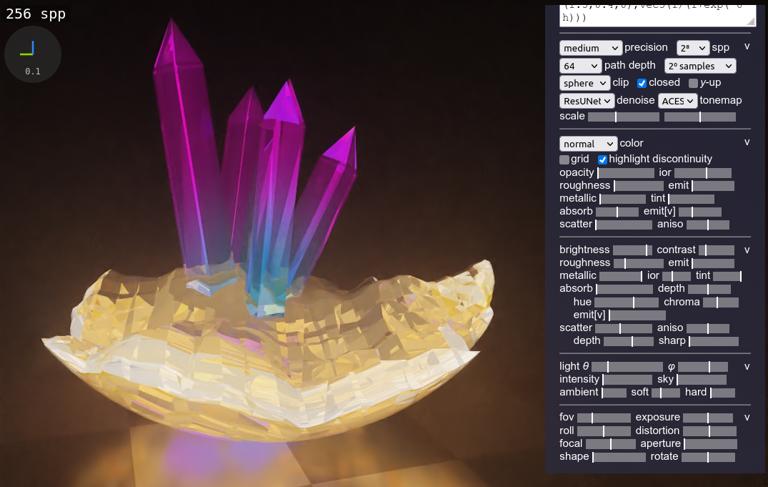 256 spp
0.1
h)))
medium precision 2⁸ spp v
64 path depth 2⁰ samples
sphere clip closed y-up
ResUNet denoise ACES tonemap
scale
normal color v
grid highlight discontinuity
opacity ior
roughness emit
metallic tint
absorb emit[v]
scatter aniso
brightness contrast v
roughness emit
metallic ior tint
absorb depth
hue chroma
emit[v]
scatter aniso
depth sharp
light θ φ v
intensity sky
ambient soft hard
fov exposure v
roll distortion
focal aperture
shape rotate